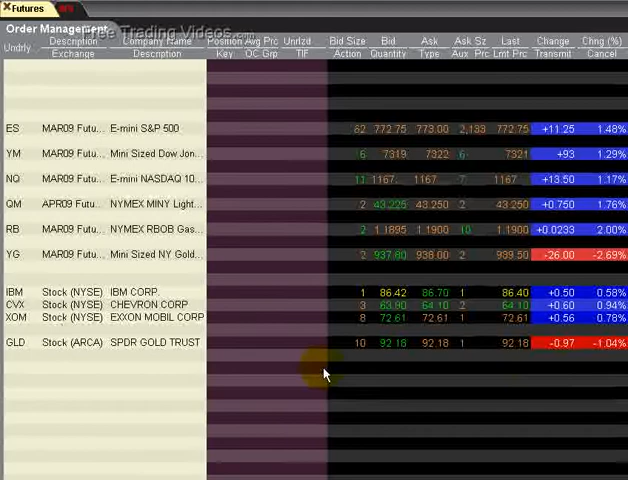 Futures
Order Management
Free Trading Videos.com
Undrly Description Company Name Position Avg Prc Unrlzd Bid Size Bid Ask Ask Sz Last Change Chng (%)
Exchange Description Key OC Grp TIF Action Quantity Type Aux Prc Lmt Prc Transmit Cancel
ES MAR09 Futu... E-mini S&P 500 62 772.75 773.00 2,133 772.75 +11.25 1.48%
YM MAR09 Futu... Mini Sized Dow Jon... 6 7319 7322 6 7321 +93 1.29%
NQ MAR09 Futu... E-mini NASDAQ 10... 11 1167. 1167 7 1167 +13.50 1.17%
QM APR09 Futu... NYMEX MINY Light... 2 43.225 43.250 2 43.250 +0.750 1.76%
RB MAR09 Futu... NYMEX RBOB Gas... 2 1.1895 1.1900 10 1.1900 +0.0233 2.00%
YG MAR09 Futu... Mini Sized NY Gold... 2 937.80 938.00 2 939.50 -26.00 -2.69%
IBM Stock (NYSE) IBM CORP. 1 86.42 86.70 1 86.40 +0.50 0.58%
CVX Stock (NYSE) CHEVRON CORP 3 63.90 64.10 2 64.10 +0.60 0.94%
XOM Stock (NYSE) EXXON MOBIL CORP 8 72.61 72.61 1 72.61 +0.56 0.78%
GLD Stock (ARCA) SPDR GOLD TRUST 10 92.18 92.18 1 92.18 -0.97 -1.04%